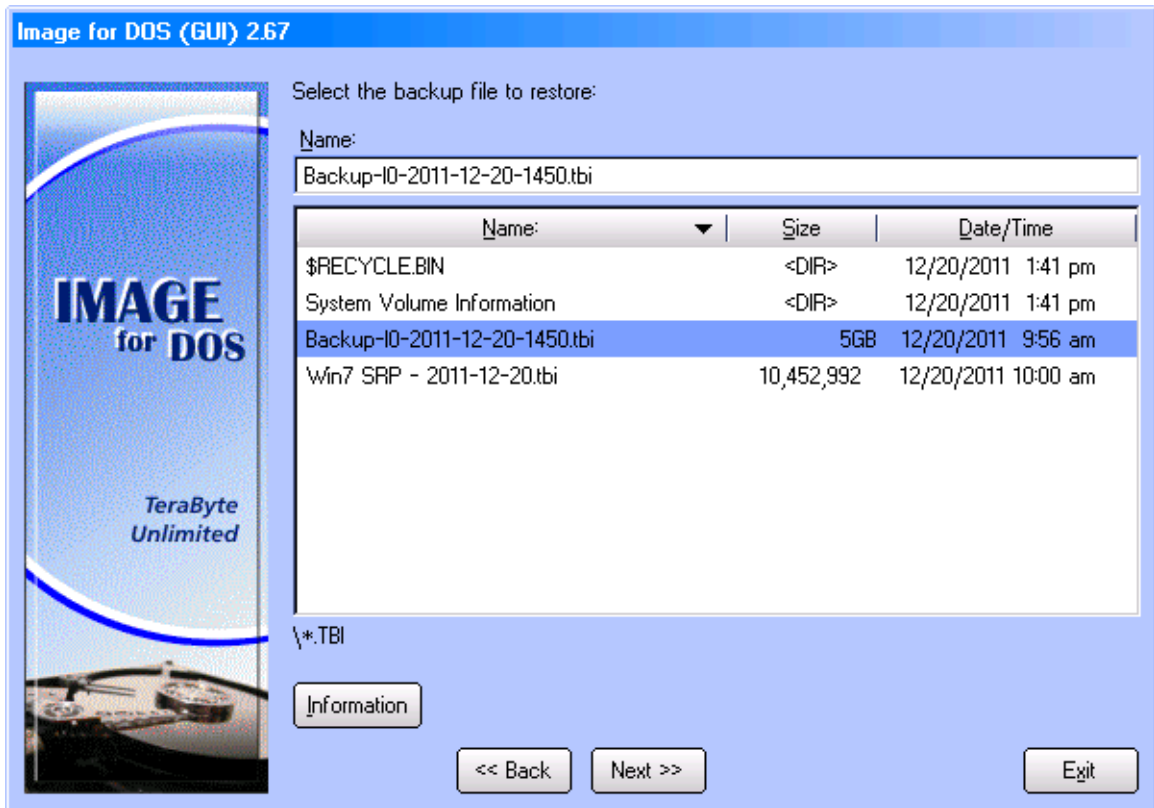 Image for DOS (GUI) 2.67
IMAGE
for DOS
TeraByte
Unlimited
Select the backup file to restore:
Name:
Backup-I0-2011-12-20-1450.tbi
Name: Size Date/Time
$RECYCLE.BIN <DIR> 12/20/2011 1:41 pm
System Volume Information <DIR> 12/20/2011 1:41 pm
Backup-I0-2011-12-20-1450.tbi 5GB 12/20/2011 9:56 am
Win7 SRP - 2011-12-20.tbi 10,452,992 12/20/2011 10:00 am
\*.TBI
Information
<< Back Next >> Exit